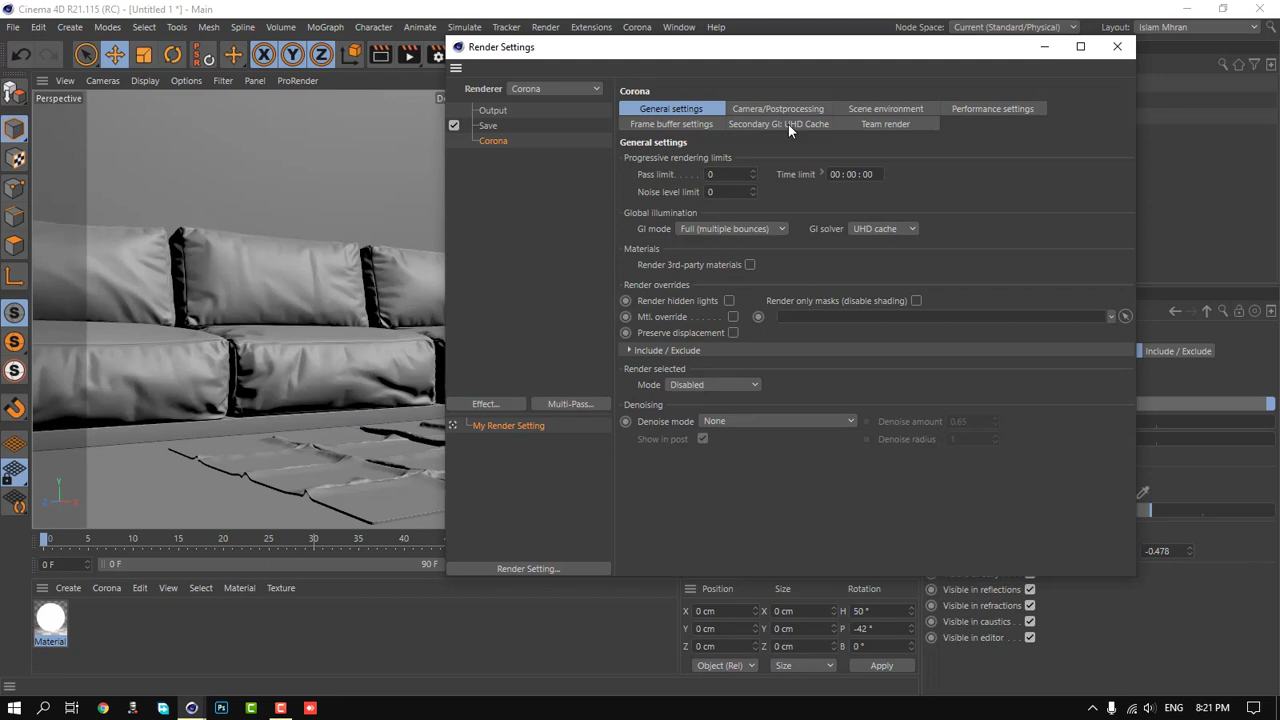 Cinema 4D R21.115 (RC) - [Untitled 1 *] - Main
File Edit Create Modes Select Tools Mesh Volume MoGraph Character Animate Simulate Tracker Render Extensions Corona Window Help Node Space: Current (Standard/Physical) Layout: Islam Mhran
Render Settings
View Cameras Display Options Filter Panel ProRender
Renderer Corona
Corona
Perspective
Output
General settings Camera/Postprocessing Scene environment Performance settings
Save
Frame buffer settings Secondary GI: UHD Cache Team render
Corona
General settings
Progressive rendering limits
Pass limit. . . . . 0 Time limit 00 : 00 : 00
Noise level limit 0
Global illumination
GI mode Full (multiple bounces) GI solver UHD cache
Materials
Render 3rd-party materials
Render overrides
Render hidden lights Render only masks (disable shading)
Mtl. override . . . . . .
Preserve displacement
Include / Exclude
Include / Exclude
Render selected
Mode Disabled
Effect... Multi-Pass...
Denoising
My Render Setting
Denoise mode None Denoise amount 0.65
Show in post Denoise radius 1
Y
Z X
0 5 10 15 20 25 30 35 40
-0.478
0 F 0 F 90 F
Render Setting...
Create Corona Edit View Select Material Texture
Position Size Rotation
Visible in reflections
X 0 cm X 0 cm H 50 °
Visible in refractions
Y 0 cm Y 0 cm P -42 °
Visible in caustics . .
Z 0 cm Z 0 cm B 0 °
Visible in editor . . .
Material
Object (Rel) Size Apply
ENG 8:21 PM